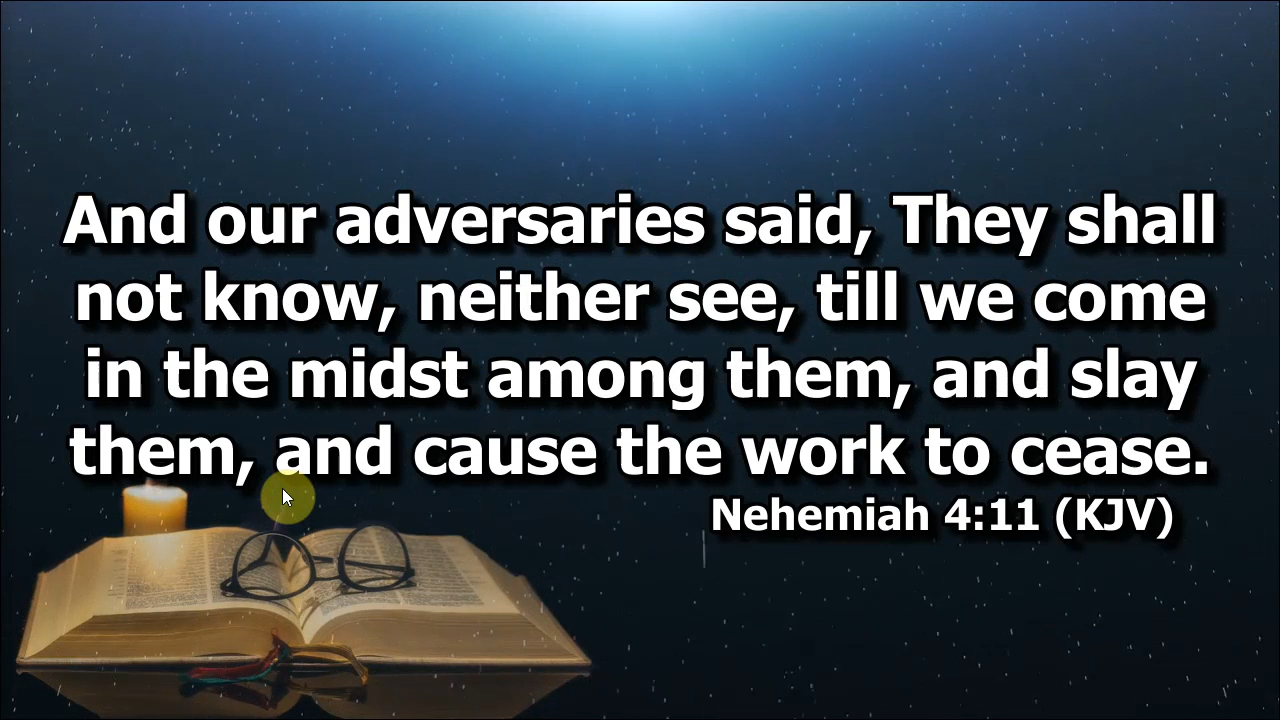 And our adversaries said, They shall
not know, neither see, till we come
in the midst among them, and slay
them, and cause the work to cease.
Nehemiah 4:11 (KJV)